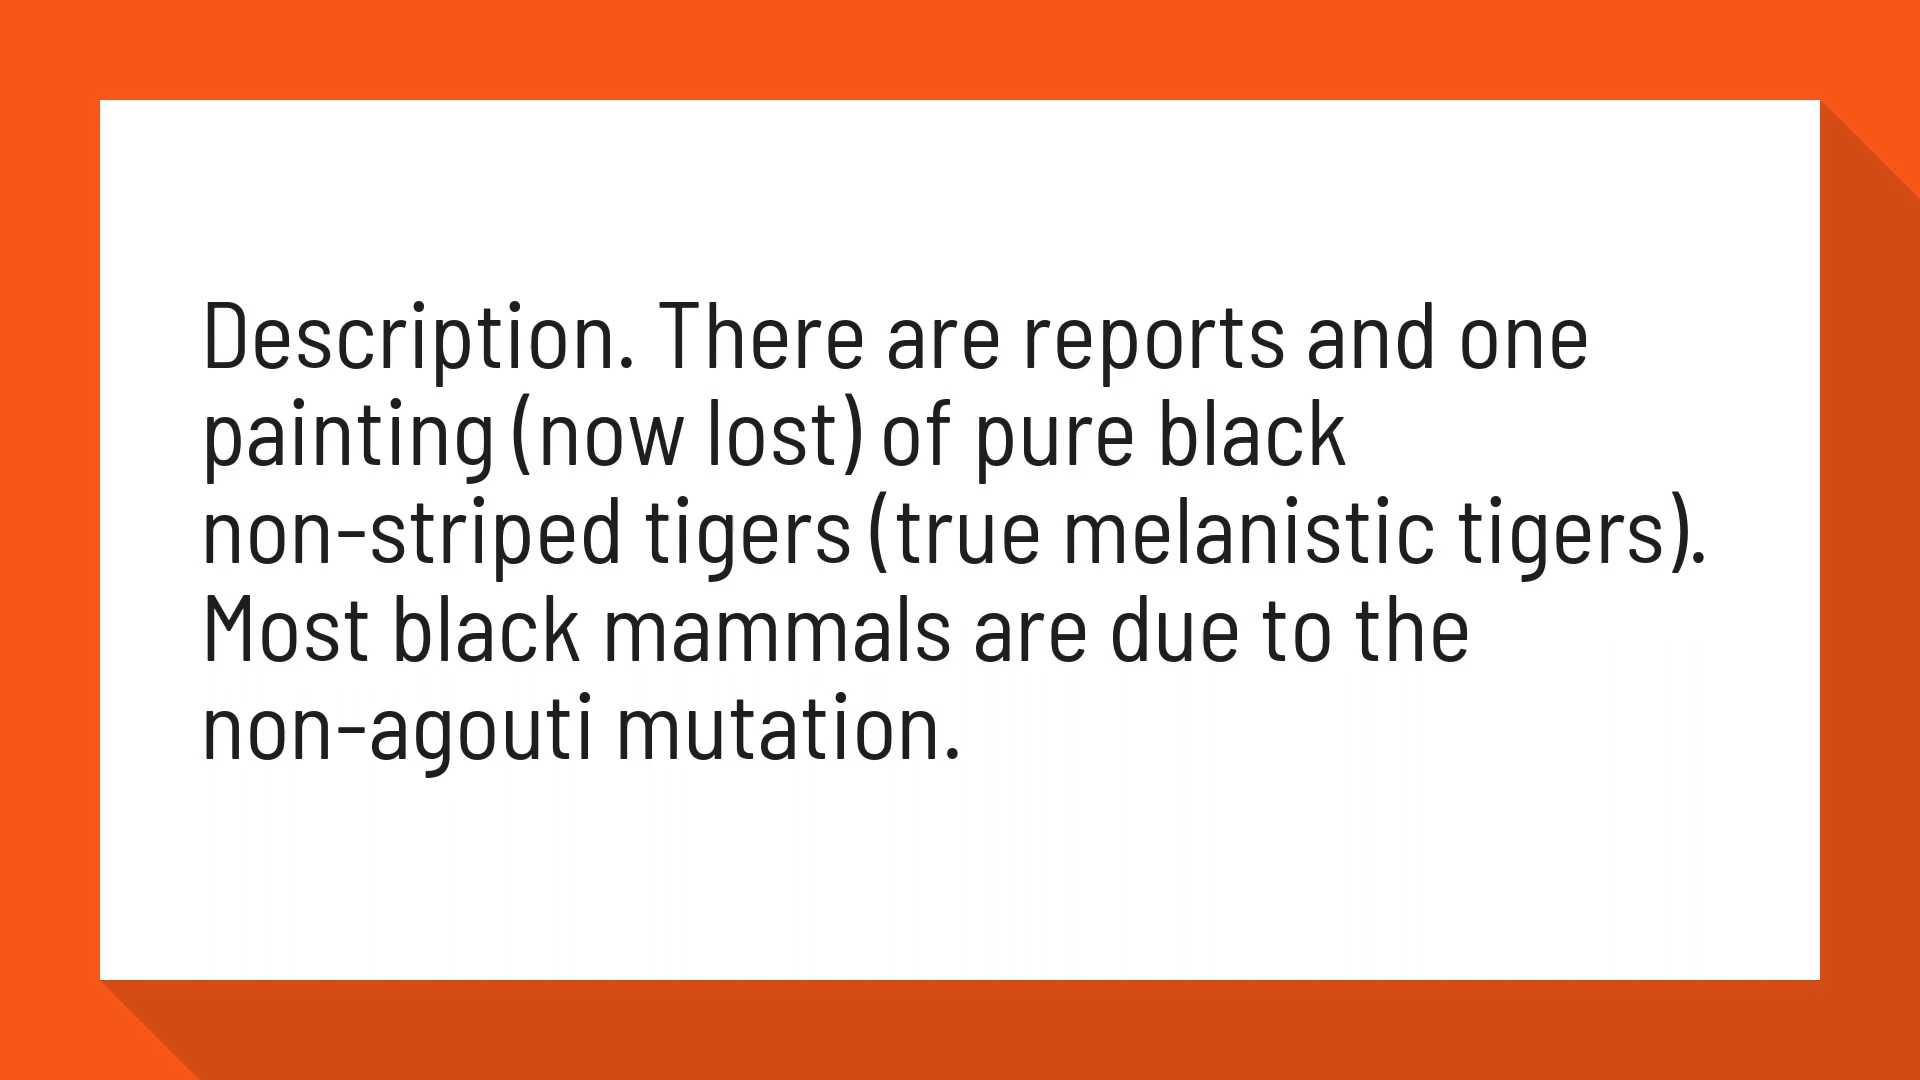 Description. There are reports and one
painting (now lost) of pure black
non-striped tigers (true melanistic tigers).
Most black mammals are due to the
non-agouti mutation.